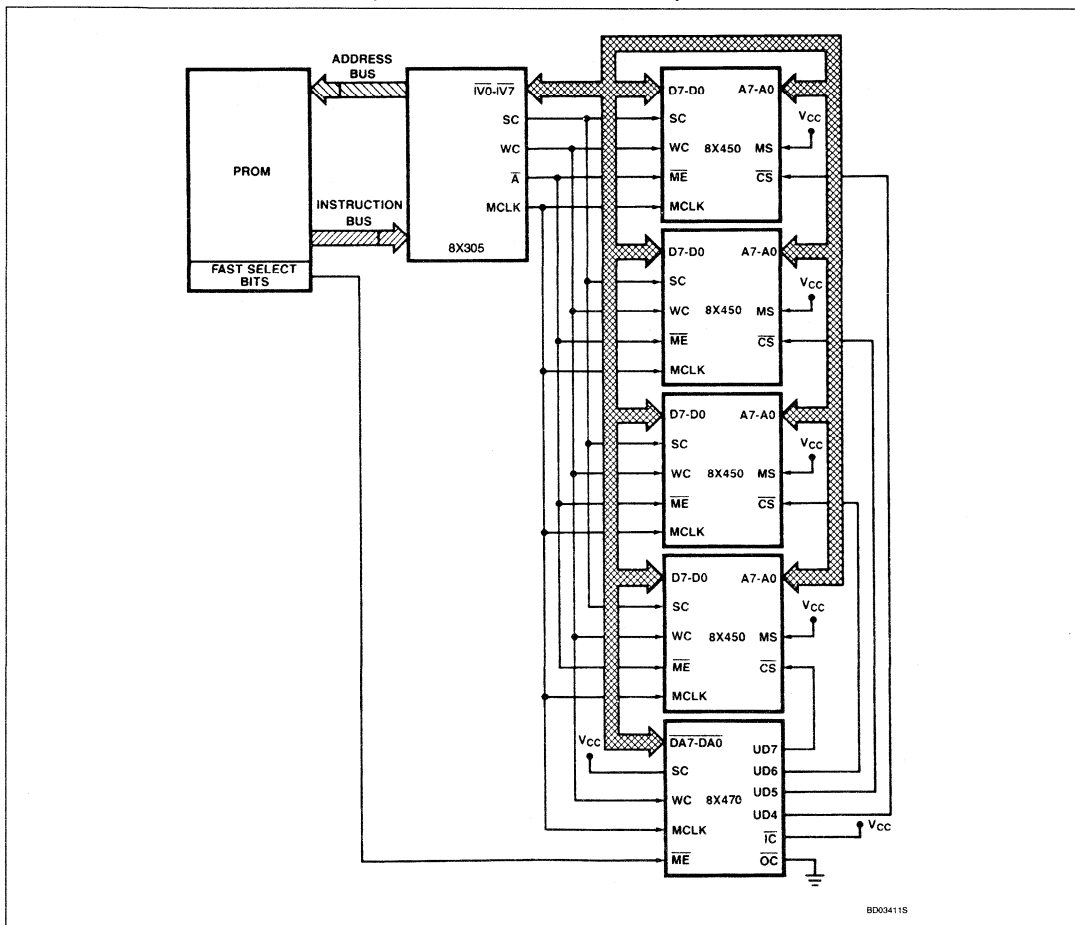 ADDRESS
BUS
PROM
INSTRUCTION
BUS
FAST SELECT
BITS
IV0-IV7
SC
WC
A
MCLK
8X305
D7-D0 A7-A0
SC
VCC
WC 8X450 MS
ME CS
MCLK
D7-D0 A7-A0
SC
VCC
WC 8X450 MS
ME CS
MCLK
D7-D0 A7-A0
SC
VCC
WC 8X450 MS
ME CS
MCLK
D7-D0 A7-A0
SC
VCC
WC 8X450 MS
ME CS
MCLK
VCC
DA7-DA0
UD7
SC
UD6
WC 8X470
UD5
UD4
MCLK
IC
VCC
ME
OC
BD03411S